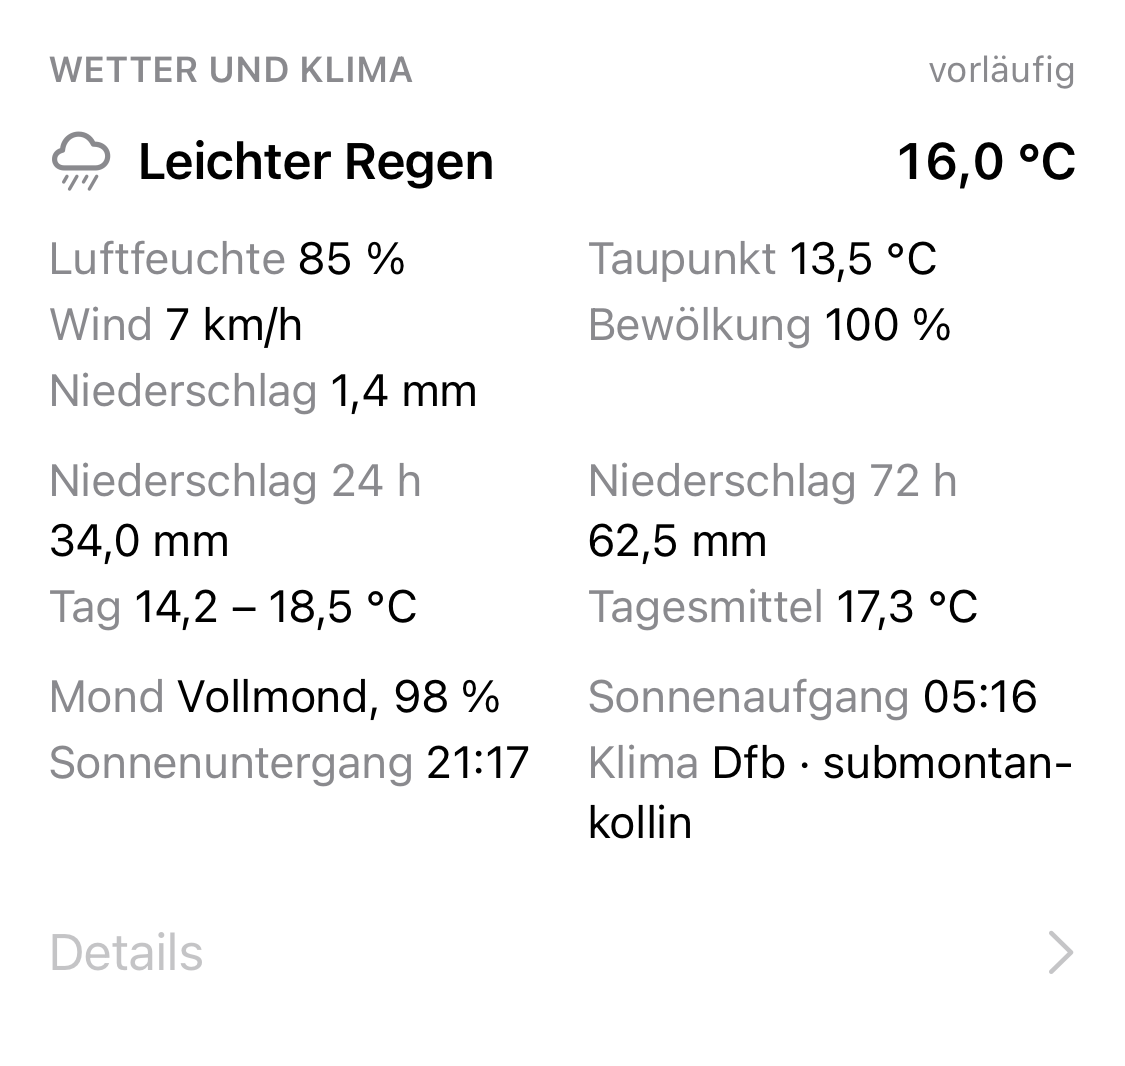 WETTER UND KLIMA vorläufig
Leichter Regen 16,0 °C
Luftfeuchte 85 % Taupunkt 13,5 °C
Wind 7 km/h Bewölkung 100 %
Niederschlag 1,4 mm
Niederschlag 24 h Niederschlag 72 h
34,0 mm 62,5 mm
Tag 14,2 – 18,5 °C Tagesmittel 17,3 °C
Mond Vollmond, 98 % Sonnenaufgang 05:16
Sonnenuntergang 21:17 Klima Dfb · submontan-
kollin
Details